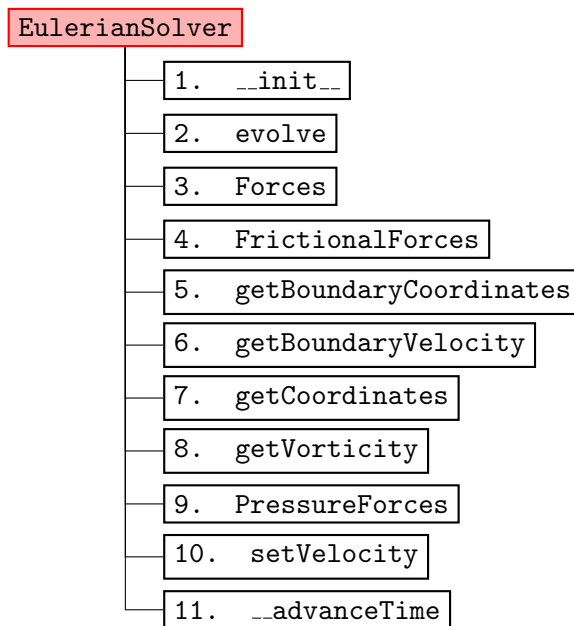 EulerianSolver
1. __init__
2. evolve
3. Forces
4. FrictionalForces
5. getBoundaryCoordinates
6. getBoundaryVelocity
7. getCoordinates
8. getVorticity
9. PressureForces
10. setVelocity
11. __advanceTime